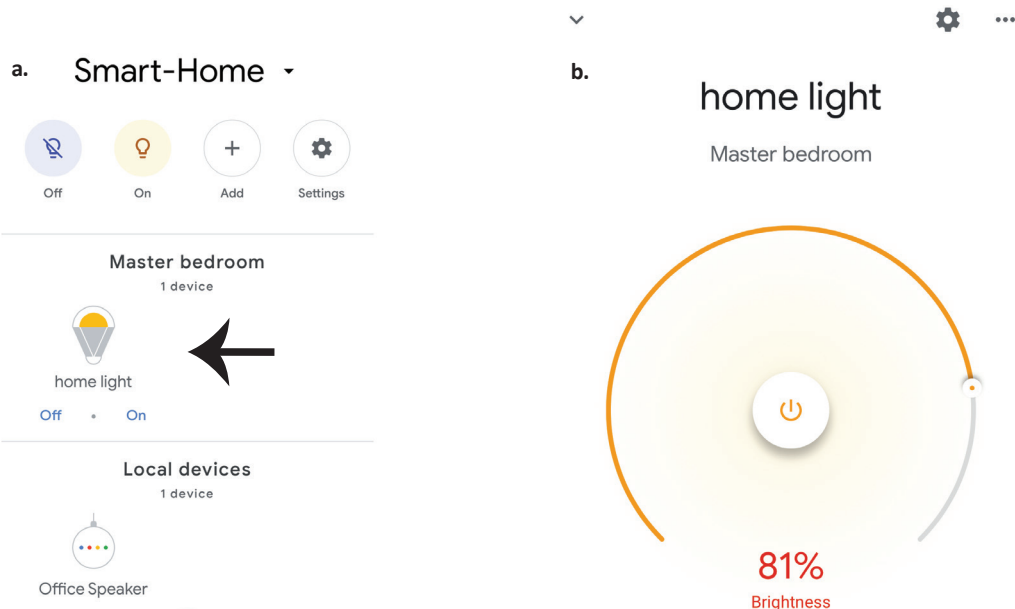 a.
Smart-Home
Off On Add Settings
Master bedroom
1 device
home light
Off • On
Local devices
1 device
Office Speaker
b.
home light
Master bedroom
81%
Brightness